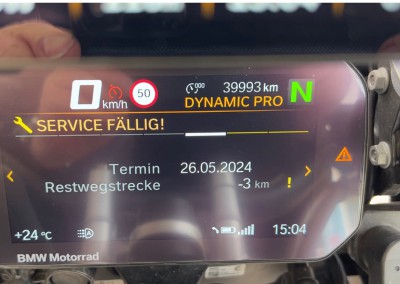 0 km/h 50 000 39993 km
DYNAMIC PRO N
SERVICE FÄLLIG!
Termin 26.05.2024
Restwegstrecke -3 km !
+24 °C A 15:04
BMW Motorrad